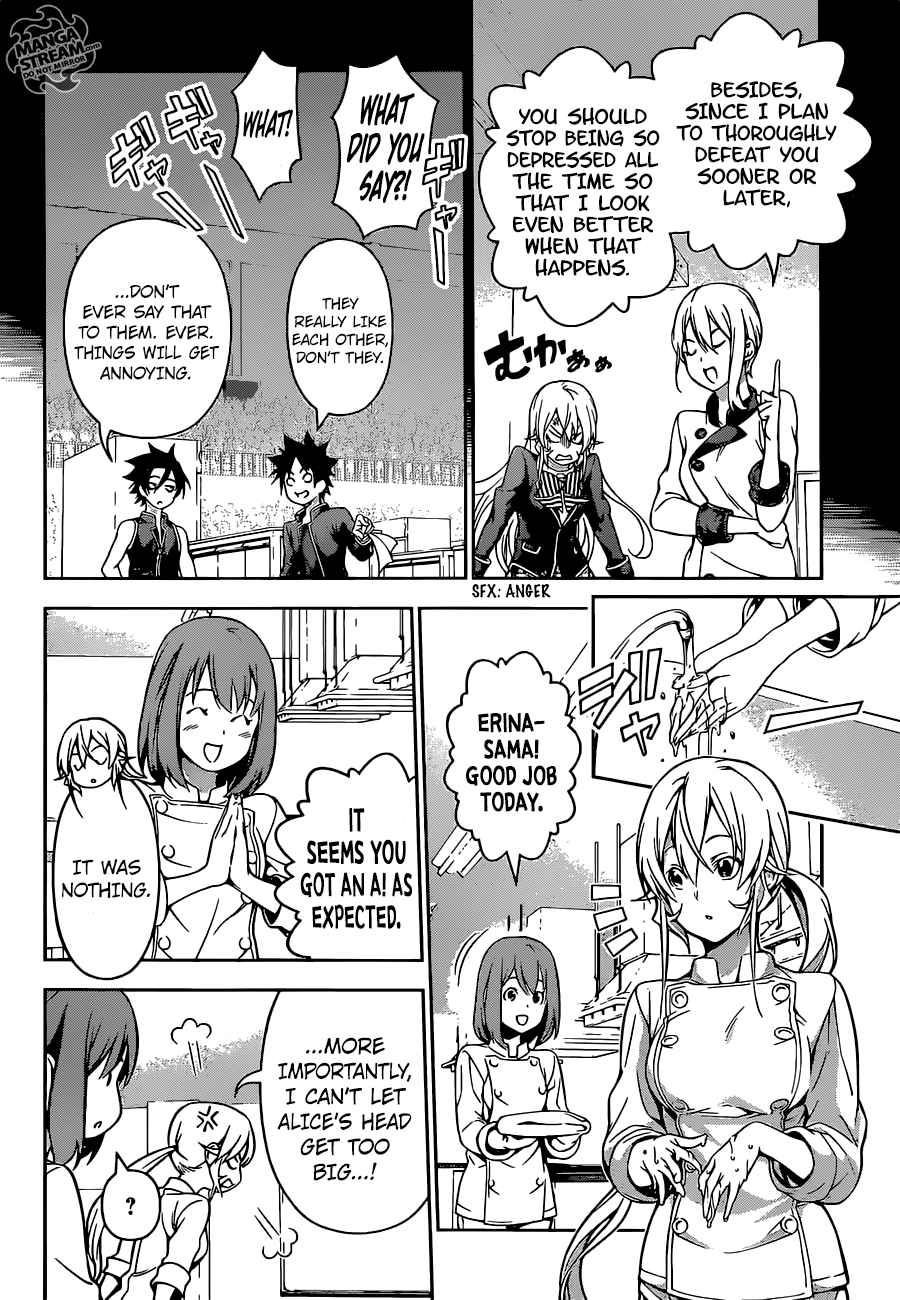 MANGA
STREAM.com
DO NOT MIRROR
BESIDES,
SINCE I PLAN
TO THOROUGHLY
DEFEAT YOU
SOONER OR
LATER,
YOU SHOULD
STOP BEING SO
DEPRESSED ALL
THE TIME SO
THAT I LOOK
EVEN BETTER
WHEN THAT
HAPPENS.
むかぁぁ
SFX: ANGER
WHAT
DID YOU
SAY?!
WHAT!
ギャー
ギャー
ギャー
THEY
REALLY LIKE
EACH OTHER,
DON'T THEY.
...DON'T
EVER SAY THAT
TO THEM. EVER.
THINGS WILL GET
ANNOYING.
ジャー
ERINA-
SAMA!
GOOD JOB
TODAY.
IT
SEEMS YOU
GOT AN A! AS
EXPECTED.
IT WAS
NOTHING.
...MORE
IMPORTANTLY,
I CAN'T LET
ALICE'S HEAD
GET TOO
BIG...!
?